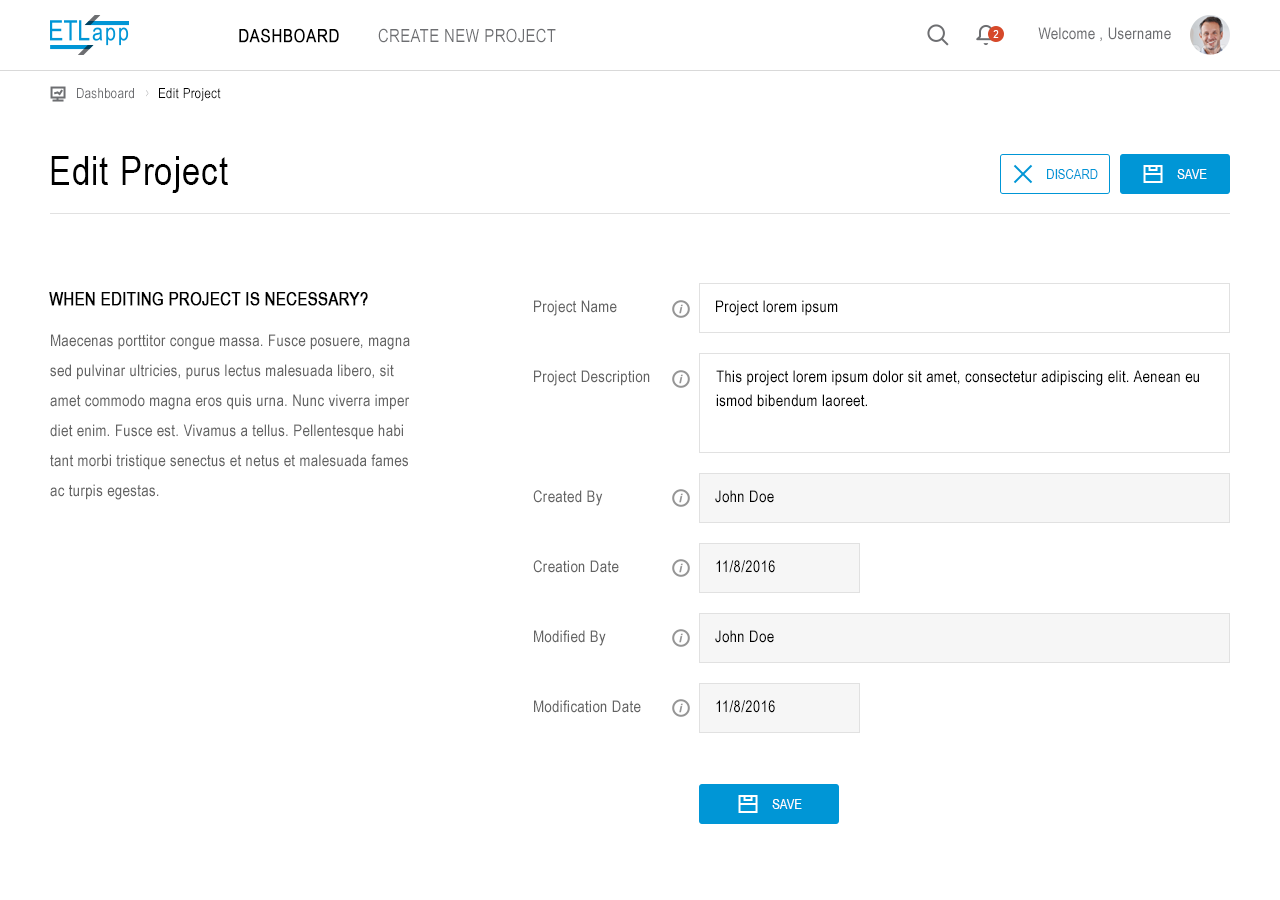 ETLapp
DASHBOARD
CREATE NEW PROJECT
2
Welcome , Username
Dashboard › Edit Project
Edit Project
DISCARD
SAVE
WHEN EDITING PROJECT IS NECESSARY?
Maecenas porttitor congue massa. Fusce posuere, magna
sed pulvinar ultricies, purus lectus malesuada libero, sit
amet commodo magna eros quis urna. Nunc viverra imper
diet enim. Fusce est. Vivamus a tellus. Pellentesque habi
tant morbi tristique senectus et netus et malesuada fames
ac turpis egestas.
Project Name
i
Project lorem ipsum
Project Description
i
This project lorem ipsum dolor sit amet, consectetur adipiscing elit. Aenean eu
ismod bibendum laoreet.
Created By
i
John Doe
Creation Date
i
11/8/2016
Modified By
i
John Doe
Modification Date
i
11/8/2016
SAVE